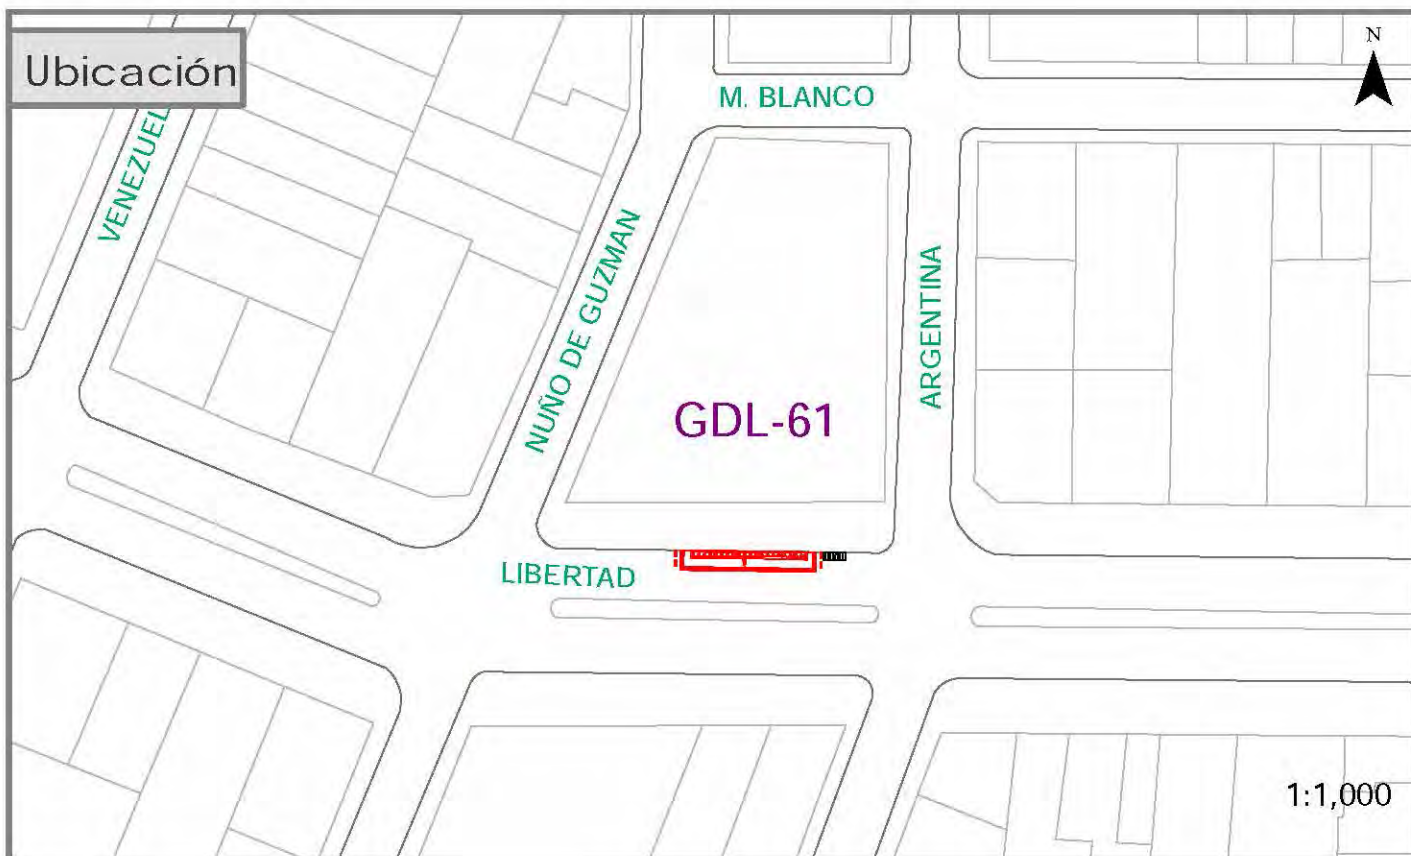 Ubicación
N
M. BLANCO
VENEZUEL
NUÑO DE GUZMAN
ARGENTINA
GDL-61
LIBERTAD
1:1,000